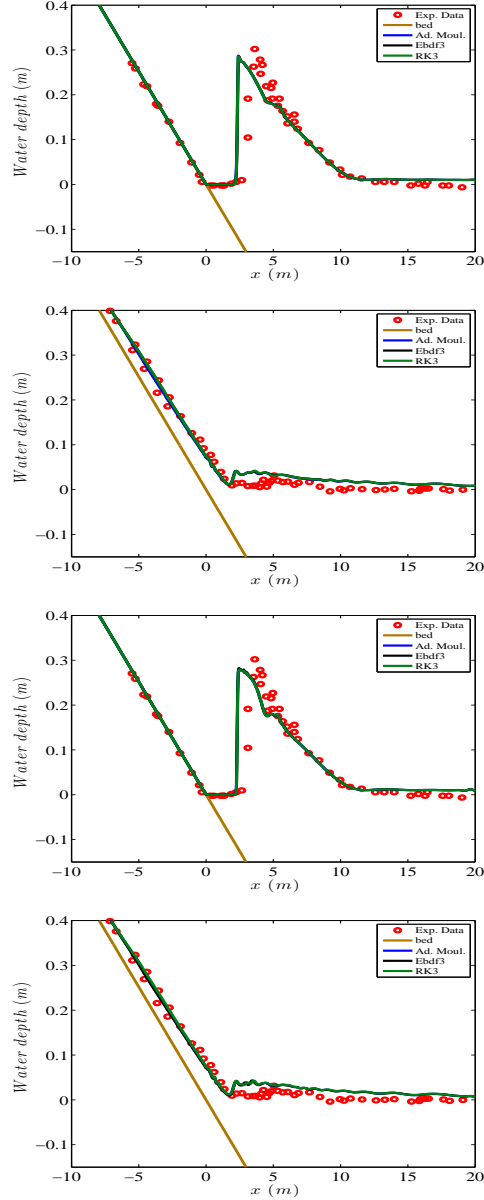 0.4
0.3
0.2
0.1
0
−0.1
Water depth (m)
−10 −5 0 5 10 15 20
x (m)
Exp. Data
bed
Ad. Moul.
Ebdf3
RK3
0.4
0.3
0.2
0.1
0
−0.1
Water depth (m)
−10 −5 0 5 10 15 20
x (m)
Exp. Data
bed
Ad. Moul.
Ebdf3
RK3
0.4
0.3
0.2
0.1
0
−0.1
Water depth (m)
−10 −5 0 5 10 15 20
x (m)
Exp. Data
bed
Ad. Moul.
Ebdf3
RK3
0.4
0.3
0.2
0.1
0
−0.1
Water depth (m)
−10 −5 0 5 10 15 20
x (m)
Exp. Data
bed
Ad. Moul.
Ebdf3
RK3